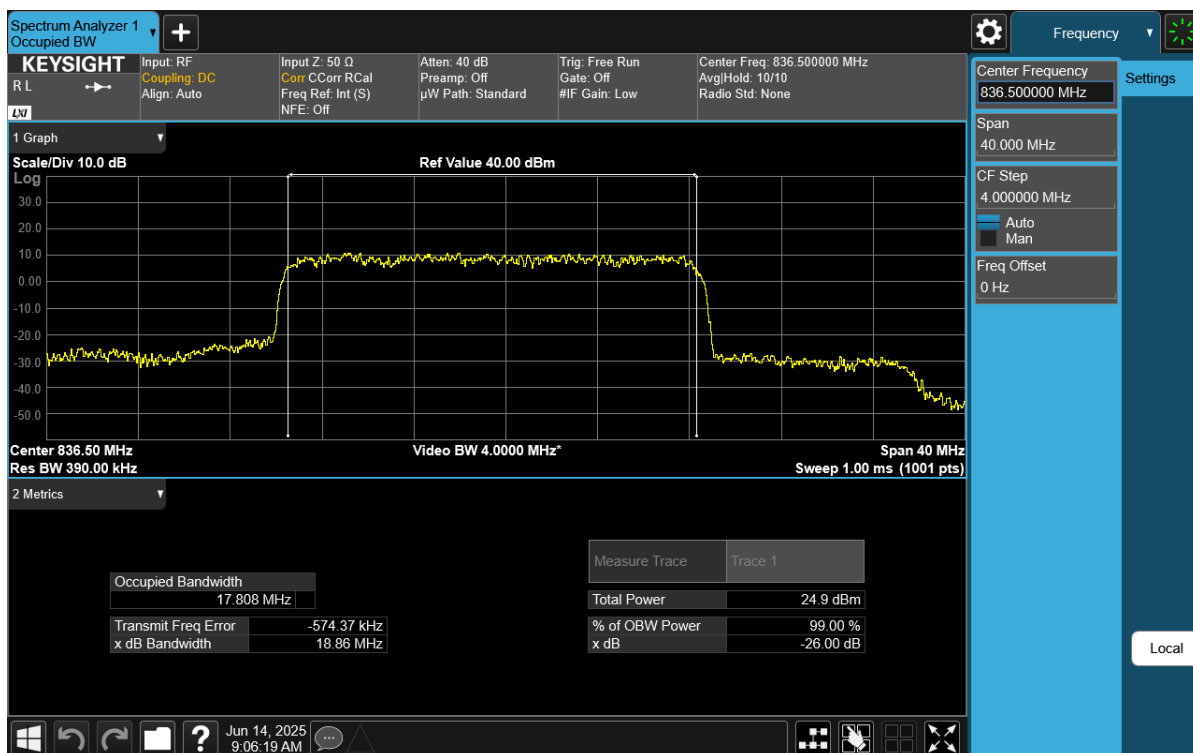 Spectrum Analyzer 1
Occupied BW
+
Frequency
KEYSIGHT
R L
LXI
Input: RF
Coupling: DC
Align: Auto
Input Z: 50 Ω
Corr CCorr RCal
Freq Ref: Int (S)
NFE: Off
Atten: 40 dB
Preamp: Off
µW Path: Standard
Trig: Free Run
Gate: Off
#IF Gain: Low
Center Freq: 836.500000 MHz
Avg|Hold: 10/10
Radio Std: None
1 Graph
Scale/Div 10.0 dB
Ref Value 40.00 dBm
Log
30.0
20.0
10.0
0.00
-10.0
-20.0
-30.0
-40.0
-50.0
Center 836.50 MHz
Video BW 4.0000 MHz*
Span 40 MHz
Res BW 390.00 kHz
Sweep 1.00 ms (1001 pts)
2 Metrics
Occupied Bandwidth
17.808 MHz
Transmit Freq Error -574.37 kHz
x dB Bandwidth 18.86 MHz
Measure Trace Trace 1
Total Power 24.9 dBm
% of OBW Power 99.00 %
x dB -26.00 dB
Center Frequency
836.500000 MHz
Span
40.000 MHz
CF Step
4.000000 MHz
Auto
Man
Freq Offset
0 Hz
Settings
Local
?
Jun 14, 2025
9:06:19 AM